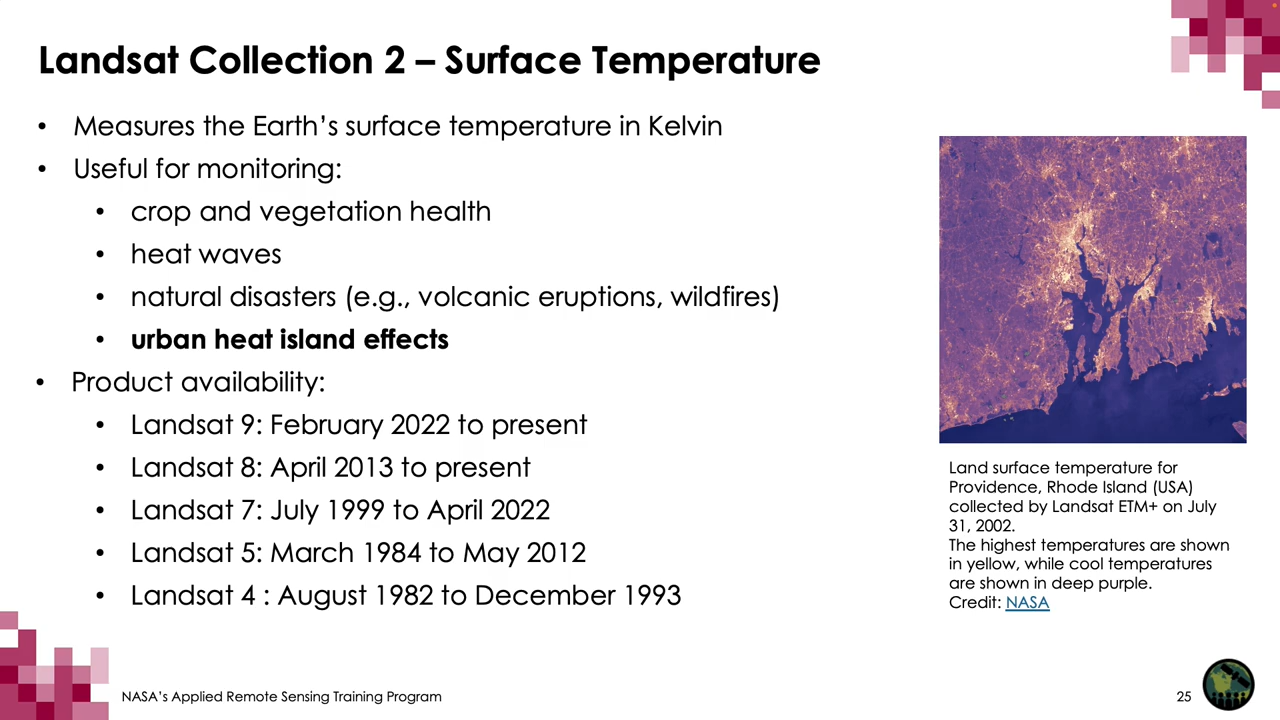 Landsat Collection 2 – Surface Temperature
• Measures the Earth’s surface temperature in Kelvin
• Useful for monitoring:
• crop and vegetation health
• heat waves
• natural disasters (e.g., volcanic eruptions, wildfires)
• urban heat island effects
• Product availability:
• Landsat 9: February 2022 to present
• Landsat 8: April 2013 to present
• Landsat 7: July 1999 to April 2022
• Landsat 5: March 1984 to May 2012
• Landsat 4 : August 1982 to December 1993
Land surface temperature for
Providence, Rhode Island (USA)
collected by Landsat ETM+ on July
31, 2002.
The highest temperatures are shown
in yellow, while cool temperatures
are shown in deep purple.
Credit: NASA
NASA’s Applied Remote Sensing Training Program
25